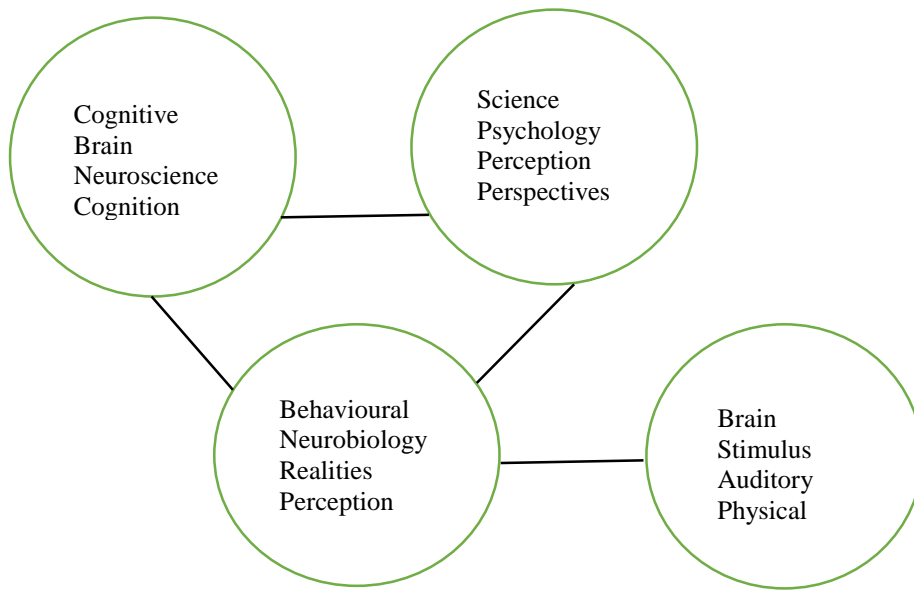 Cognitive
Brain
Neuroscience
Cognition
Science
Psychology
Perception
Perspectives
Behavioural
Neurobiology
Realities
Perception
Brain
Stimulus
Auditory
Physical